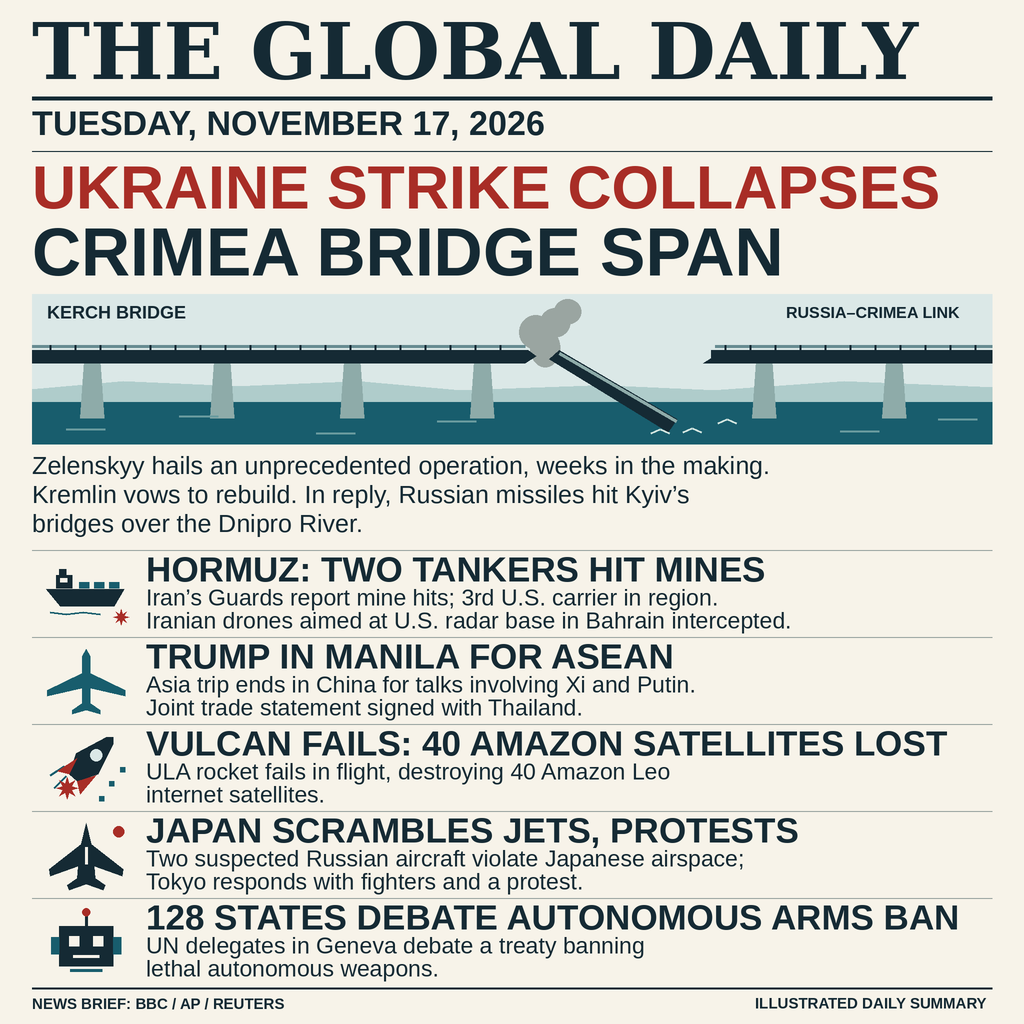 THE GLOBAL DAILY
TUESDAY, NOVEMBER 17, 2026
UKRAINE STRIKE COLLAPSES
CRIMEA BRIDGE SPAN
KERCH BRIDGE
RUSSIA–CRIMEA LINK
Zelenskyy hails an unprecedented operation, weeks in the making.
Kremlin vows to rebuild. In reply, Russian missiles hit Kyiv’s
bridges over the Dnipro River.
HORMUZ: TWO TANKERS HIT MINES
Iran’s Guards report mine hits; 3rd U.S. carrier in region.
Iranian drones aimed at U.S. radar base in Bahrain intercepted.
TRUMP IN MANILA FOR ASEAN
Asia trip ends in China for talks involving Xi and Putin.
Joint trade statement signed with Thailand.
VULCAN FAILS: 40 AMAZON SATELLITES LOST
ULA rocket fails in flight, destroying 40 Amazon Leo
internet satellites.
JAPAN SCRAMBLES JETS, PROTESTS
Two suspected Russian aircraft violate Japanese airspace;
Tokyo responds with fighters and a protest.
128 STATES DEBATE AUTONOMOUS ARMS BAN
UN delegates in Geneva debate a treaty banning
lethal autonomous weapons.
NEWS BRIEF: BBC / AP / REUTERS
ILLUSTRATED DAILY SUMMARY